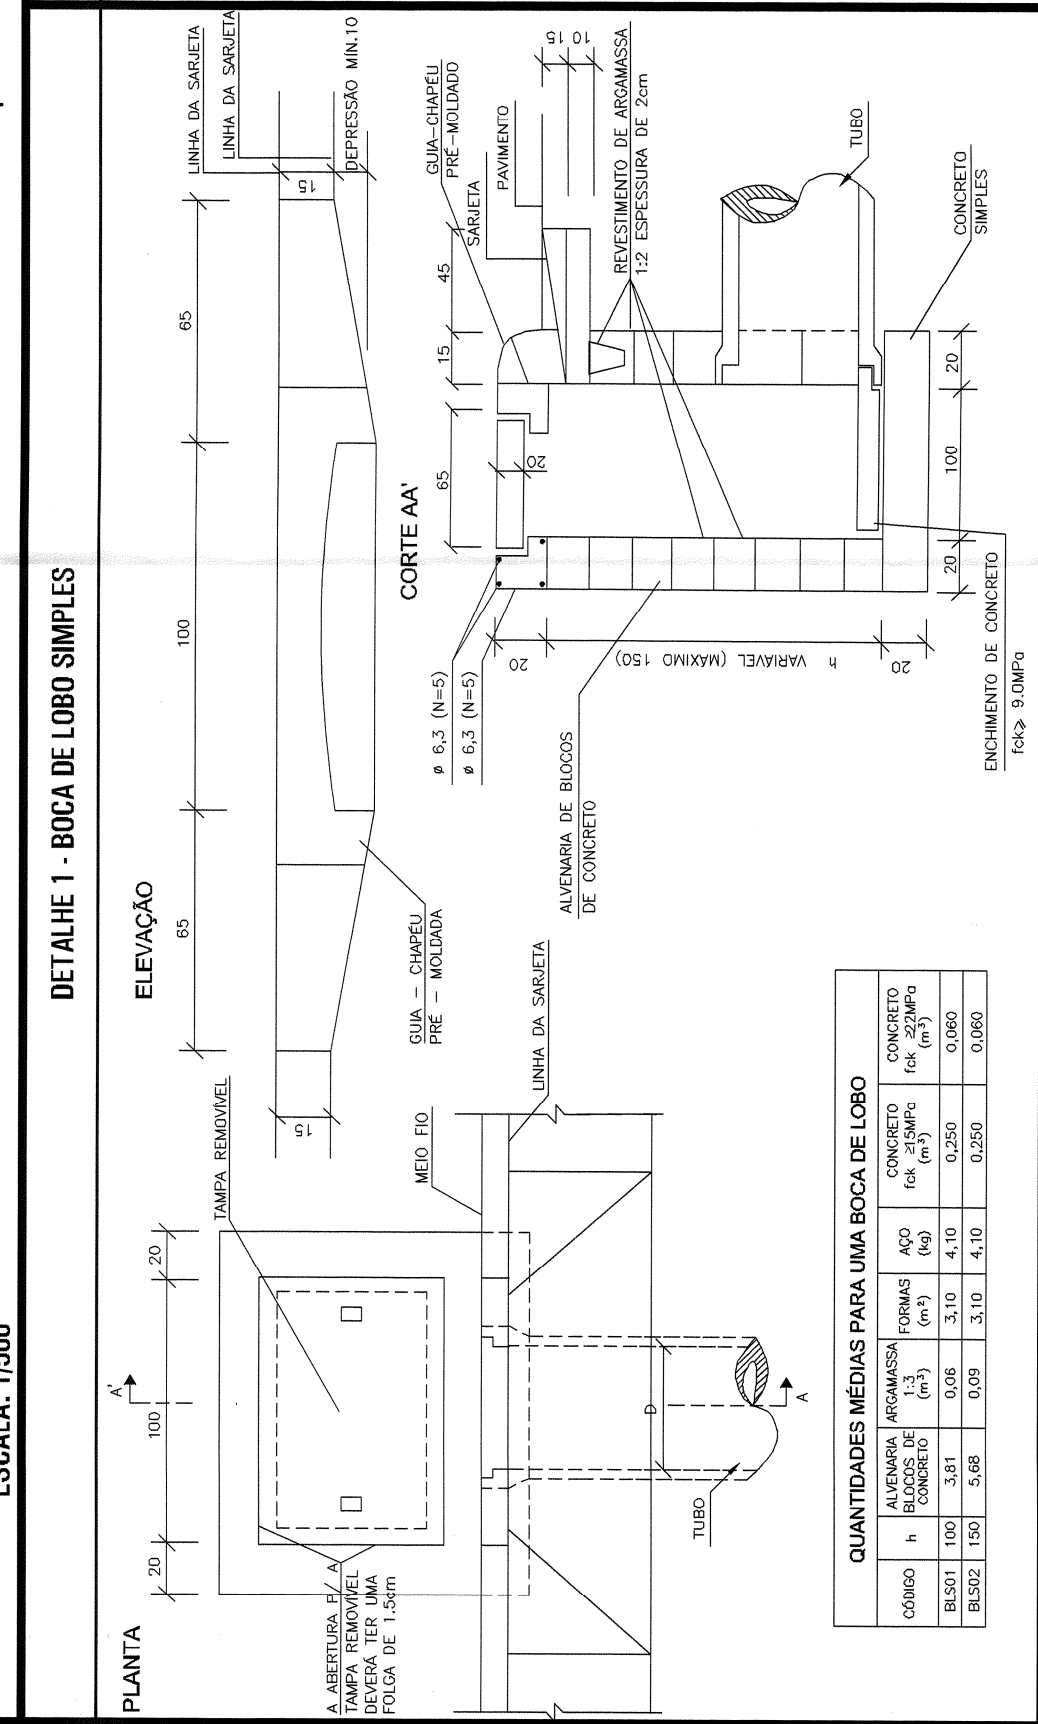 DETALHE 1 - BOCA DE LOBO SIMPLES
PLANTA
20
100
20
A'
TAMPA REMOVÍVEL
A ABERTURA P/ A
TAMPA REMOVÍVEL
DEVERÁ TER UMA
FOLGA DE 1.5cm
MEIO FIO
LINHA DA SARJETA
D
TUBO
A
ELEVAÇÃO
65
100
65
15
15
LINHA DA SARJETA
LINHA DA SARJETA
DEPRESSÃO MÍN.10
GUIA - CHAPÉU
PRÉ - MOLDADA
CORTE AA'
65
15
45
15
10
GUIA-CHAPÉU
PRÉ-MOLDADO
SARJETA
PAVIMENTO
REVESTIMENTO DE ARGAMASSA
1:2 ESPESSURA DE 2cm
ø 6,3 (N=5)
ø 6,3 (N=5)
20
20
h VARIAVEL (MAXIMO 150)
20
TUBO
CONCRETO
SIMPLES
ALVENARIA DE BLOCOS
DE CONCRETO
20
100
20
ENCHIMENTO DE CONCRETO
fck⩾ 9.0MPa
QUANTIDADES MÉDIAS PARA UMA BOCA DE LOBO
CÓDIGO h ALVENARIA BLOCOS DE CONCRETO ARGAMASSA 1:3 (m³) FORMAS (m²) AÇO (kg) CONCRETO fck ≥15MPa (m³) CONCRETO fck ≥22MPa (m³)
BLS01 100 3,81 0,06 3,10 4,10 0,250 0,060
BLS02 150 5,68 0,09 3,10 4,10 0,250 0,060